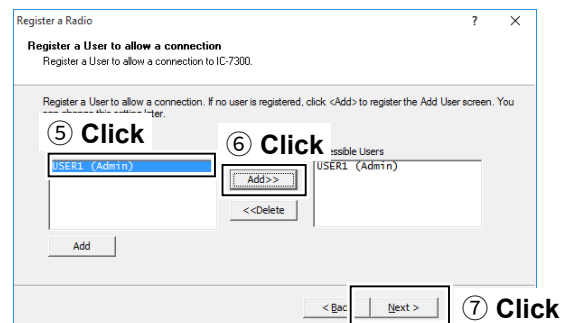 Register a Radio ? ×
Register a User to allow a connection
Register a User to allow a connection to IC-7300.
Register a User to allow a connection. If no user is registered, click <Add> to register the Add User screen. You
⑤ Click
⑥ Click
Users
USER1 (Admin)
Add>>
USER1 (Admin)
<<Delete
Add
Next >
⑦ Click